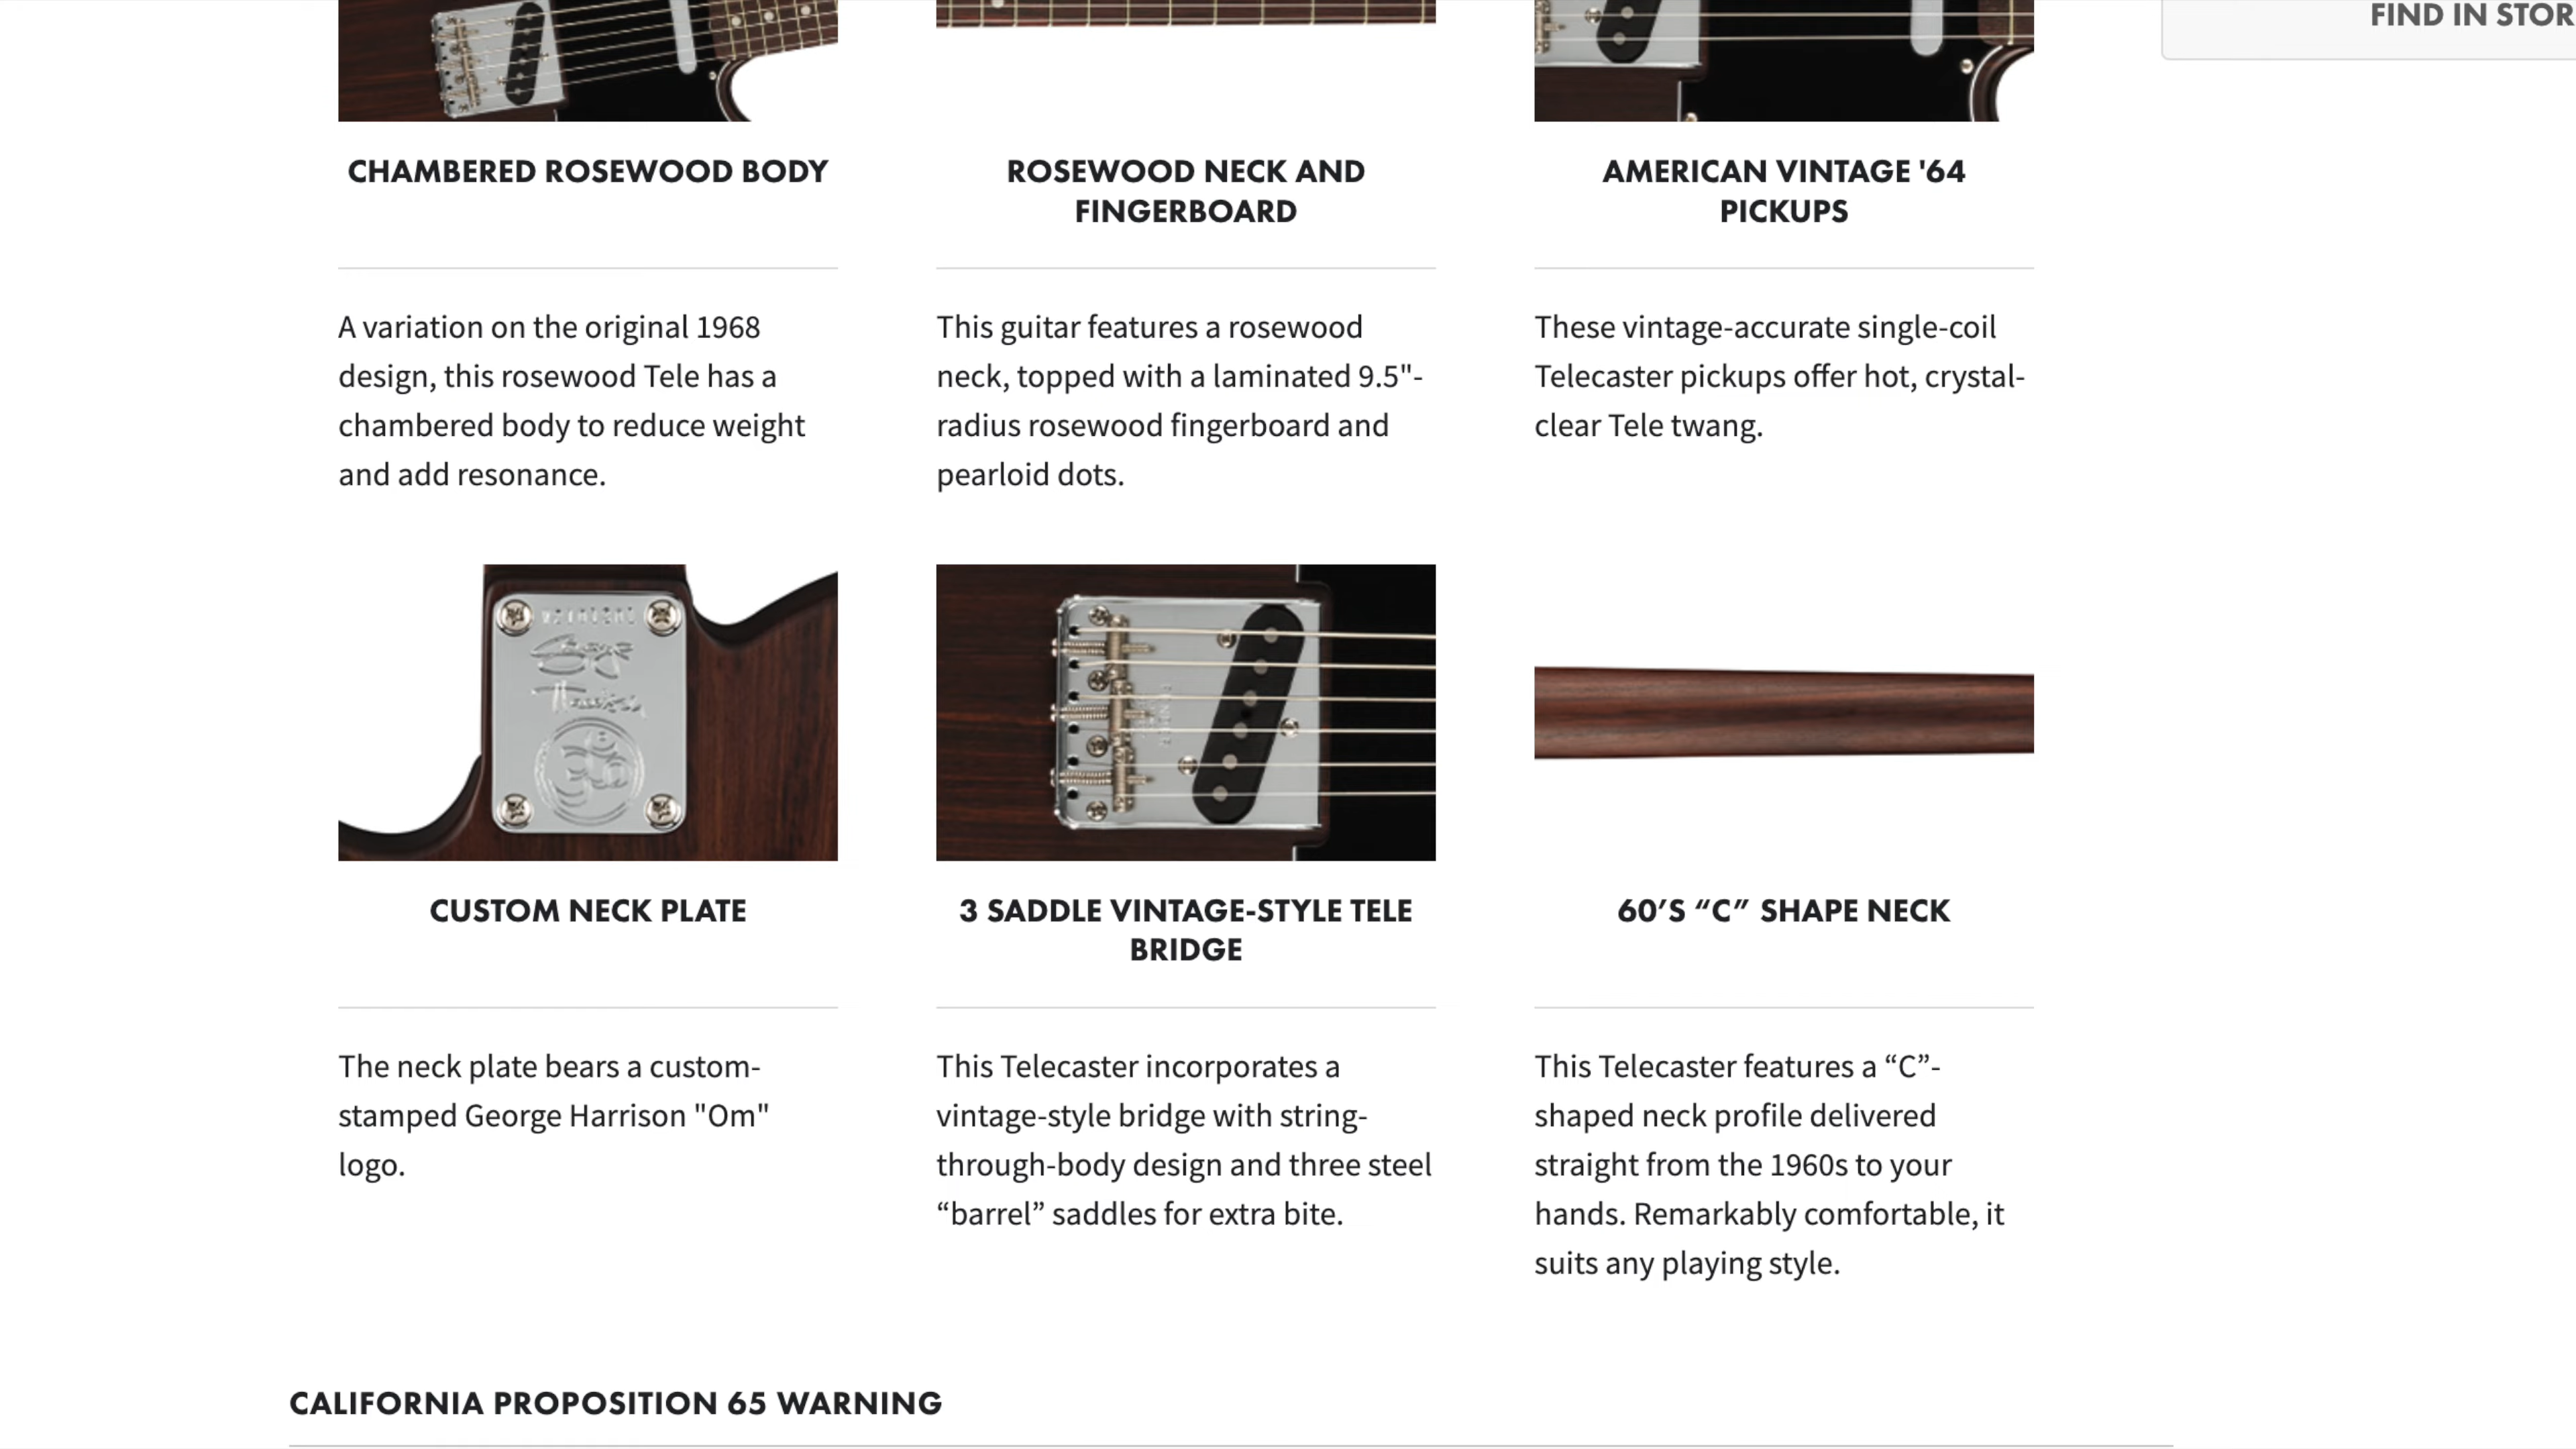 FIND IN STOR
CHAMBERED ROSEWOOD BODY
A variation on the original 1968
design, this rosewood Tele has a
chambered body to reduce weight
and add resonance.
ROSEWOOD NECK AND
FINGERBOARD
This guitar features a rosewood
neck, topped with a laminated 9.5"-
radius rosewood fingerboard and
pearloid dots.
AMERICAN VINTAGE '64
PICKUPS
These vintage-accurate single-coil
Telecaster pickups offer hot, crystal-
clear Tele twang.
CUSTOM NECK PLATE
The neck plate bears a custom-
stamped George Harrison "Om"
logo.
3 SADDLE VINTAGE-STYLE TELE
BRIDGE
This Telecaster incorporates a
vintage-style bridge with string-
through-body design and three steel
“barrel” saddles for extra bite.
60’S “C” SHAPE NECK
This Telecaster features a “C”-
shaped neck profile delivered
straight from the 1960s to your
hands. Remarkably comfortable, it
suits any playing style.
CALIFORNIA PROPOSITION 65 WARNING